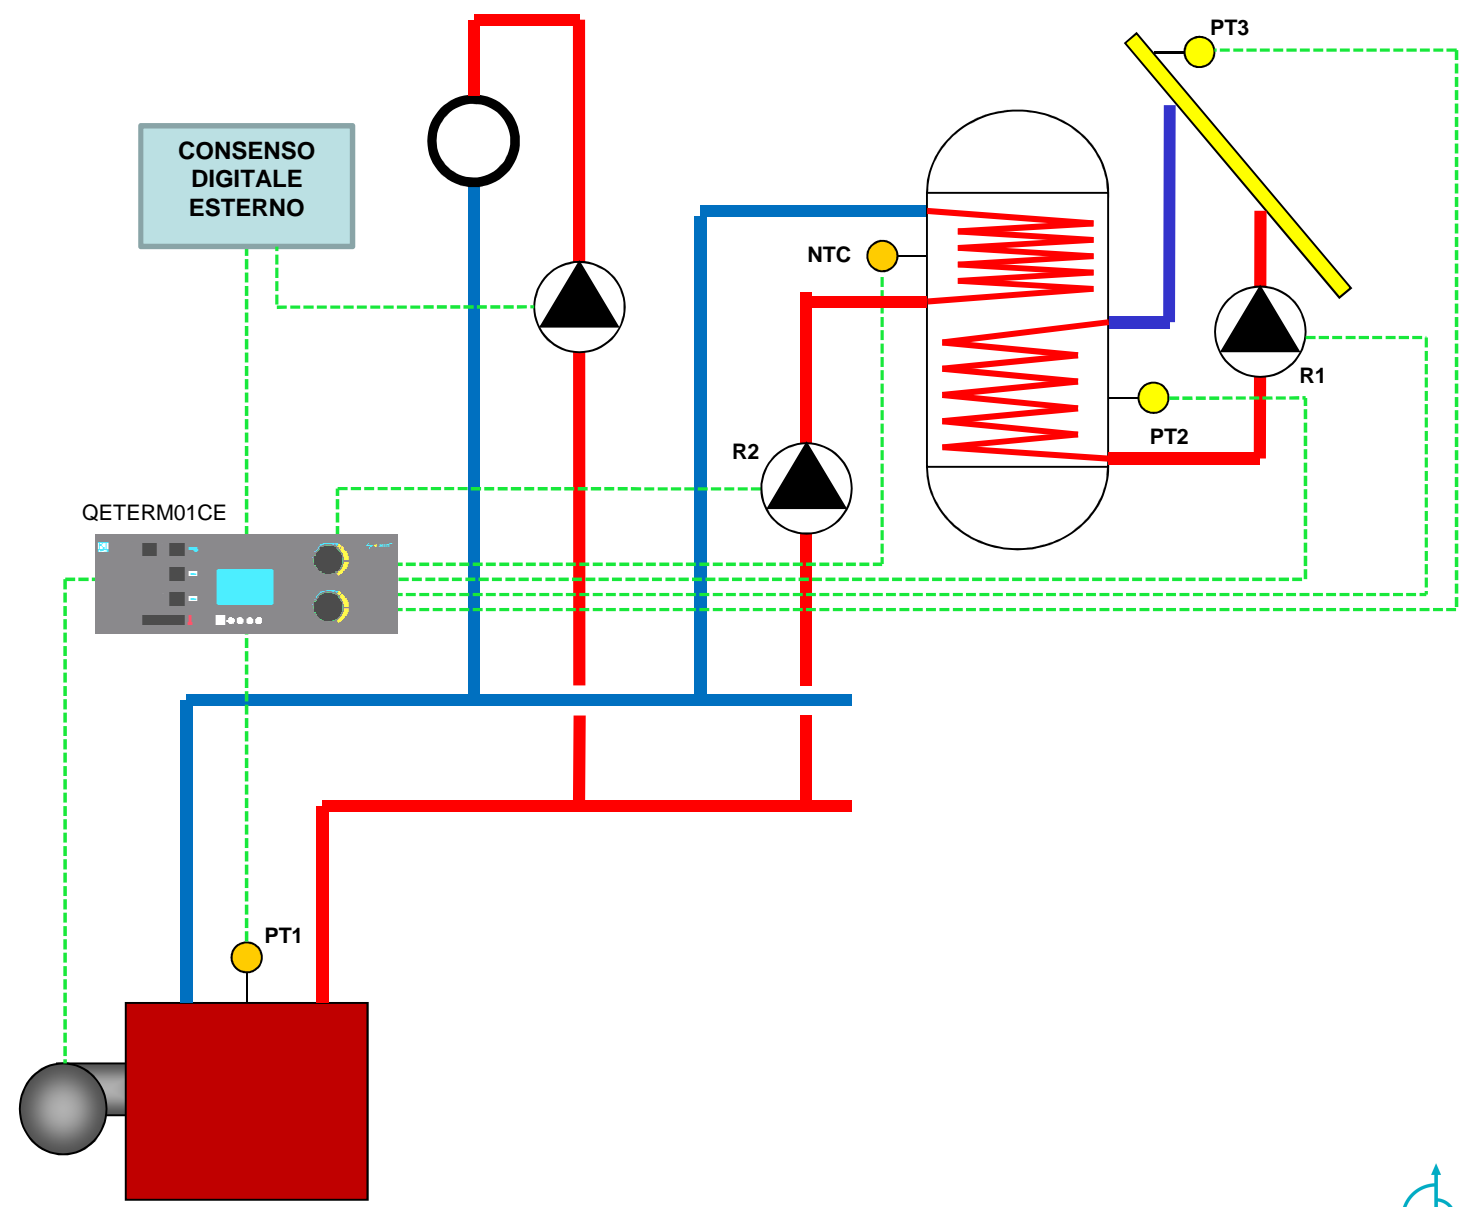 PT3
CONSENSO
DIGITALE
ESTERNO
NTC
R1
PT2
R2
QETERM01CE
PT1